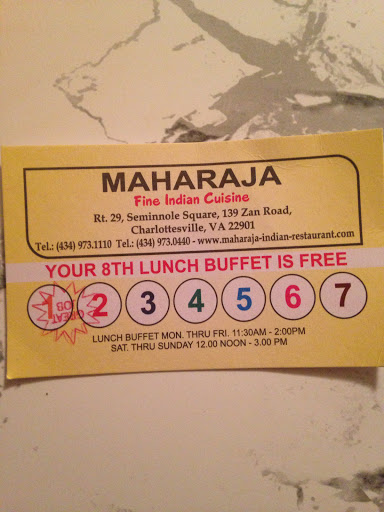 MAHARAJA
Fine Indian Cuisine
Rt. 29, Seminnole Square, 139 Zan Road,
Charlottesville, VA 22901
Tel.: (434) 973.1110 Tel.: (434) 973.0440 - www.maharaja-indian-restaurant.com
YOUR 8TH LUNCH BUFFET IS FREE
1 2 3 4 5 6 7
GREAT JOB
LUNCH BUFFET MON. THRU FRI. 11:30AM - 2:00PM
SAT. THRU SUNDAY 12.00 NOON - 3.00 PM